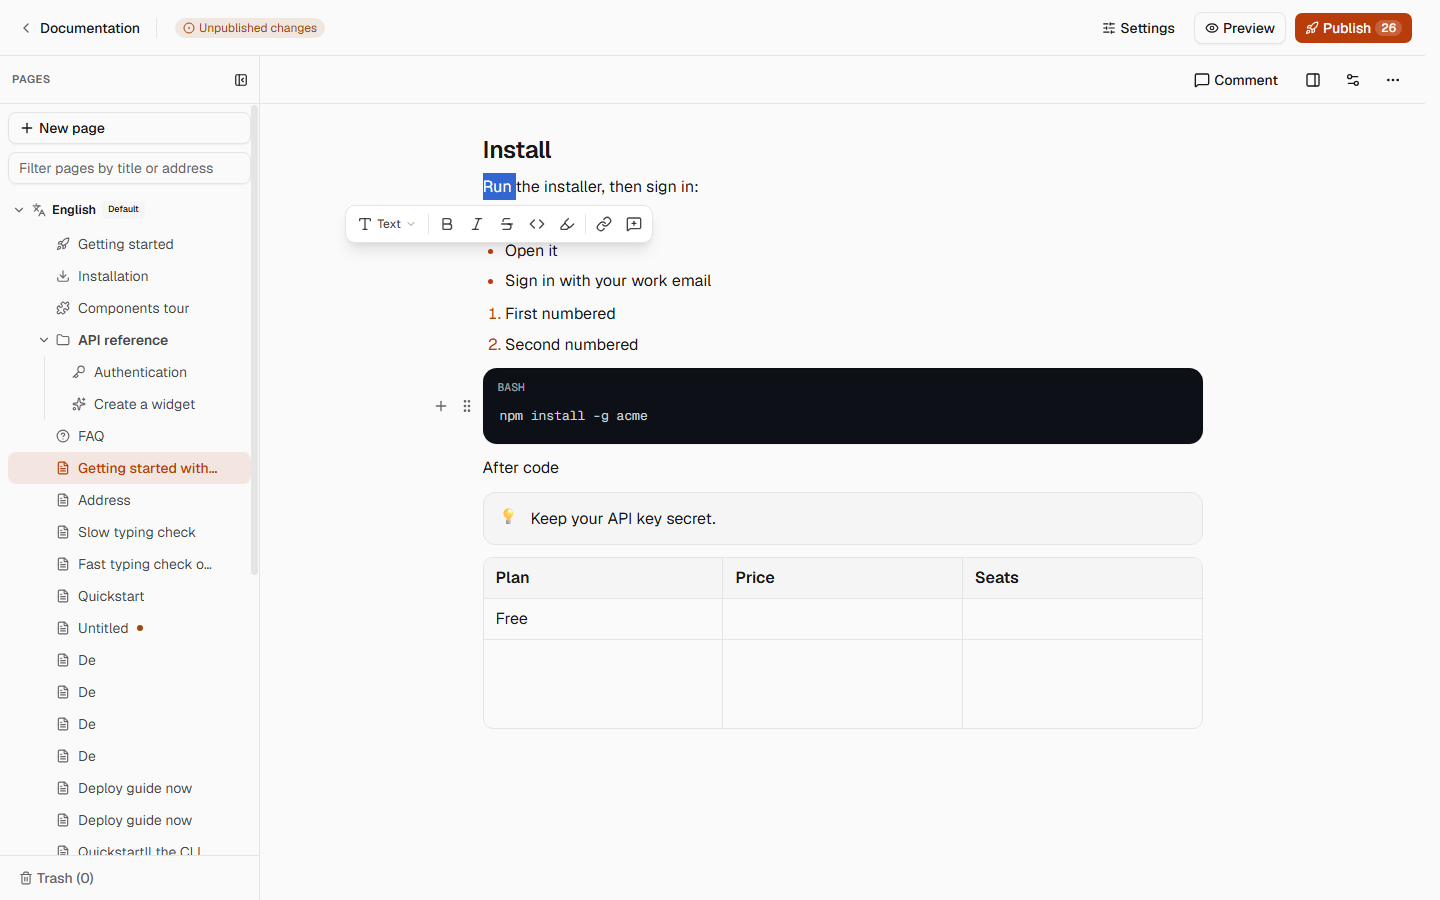 Documentation
Unpublished changes
Settings
Preview
Publish 26
PAGES
Comment
New page
Filter pages by title or address
English Default
Getting started
Installation
Components tour
API reference
Authentication
Create a widget
FAQ
Getting started with...
Address
Slow typing check
Fast typing check o...
Quickstart
Untitled
De
De
De
De
Deploy guide now
Deploy guide now
Quickstartll the CLI
Trash (0)
Install
Run the installer, then sign in:
Text
Open it
Sign in with your work email
1. First numbered
2. Second numbered
BASH
npm install -g acme
After code
Keep your API key secret.
Plan Price Seats
Free